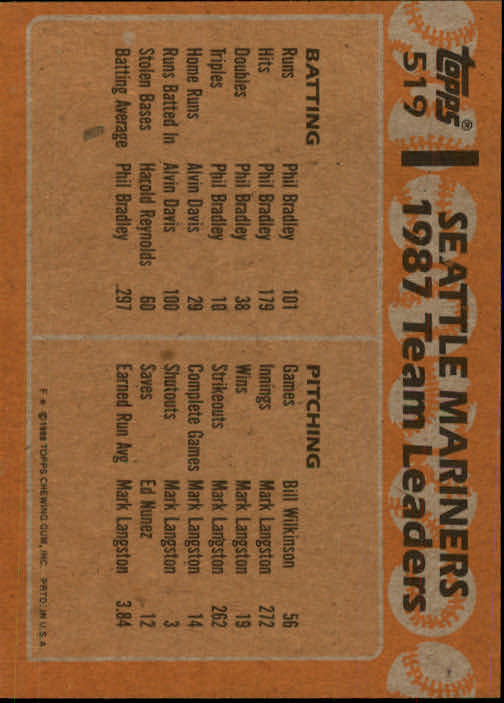 topps®
519
SEATTLE MARINERS
1987 Team Leaders
BATTING
Runs Phil Bradley 101
Hits Phil Bradley 179
Doubles Phil Bradley 38
Triples Phil Bradley 10
Home Runs Alvin Davis 29
Runs Batted In Alvin Davis 100
Stolen Bases Harold Reynolds 60
Batting Average Phil Bradley .297
PITCHING
Games Bill Wilkinson 56
Innings Mark Langston 272
Wins Mark Langston 19
Strikeouts Mark Langston 262
Complete Games Mark Langston 14
Shutouts Mark Langston 3
Saves Ed Nunez 12
Earned Run Avg Mark Langston 3.84
F * ©1988 TOPPS CHEWING GUM, INC. PRTD. IN U.S.A.